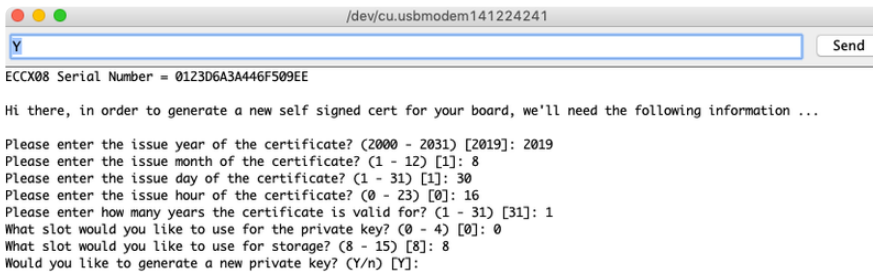 /dev/cu.usbmodem141224241
Y
Send
ECCX08 Serial Number = 0123D6A3A446F509EE
Hi there, in order to generate a new self signed cert for your board, we'll need the following information ...
Please enter the issue year of the certificate? (2000 - 2031) [2019]: 2019
Please enter the issue month of the certificate? (1 - 12) [1]: 8
Please enter the issue day of the certificate? (1 - 31) [1]: 30
Please enter the issue hour of the certificate? (0 - 23) [0]: 16
Please enter how many years the certificate is valid for? (1 - 31) [31]: 1
What slot would you like to use for the private key? (0 - 4) [0]: 0
What slot would you like to use for storage? (8 - 15) [8]: 8
Would you like to generate a new private key? (Y/n) [Y]: